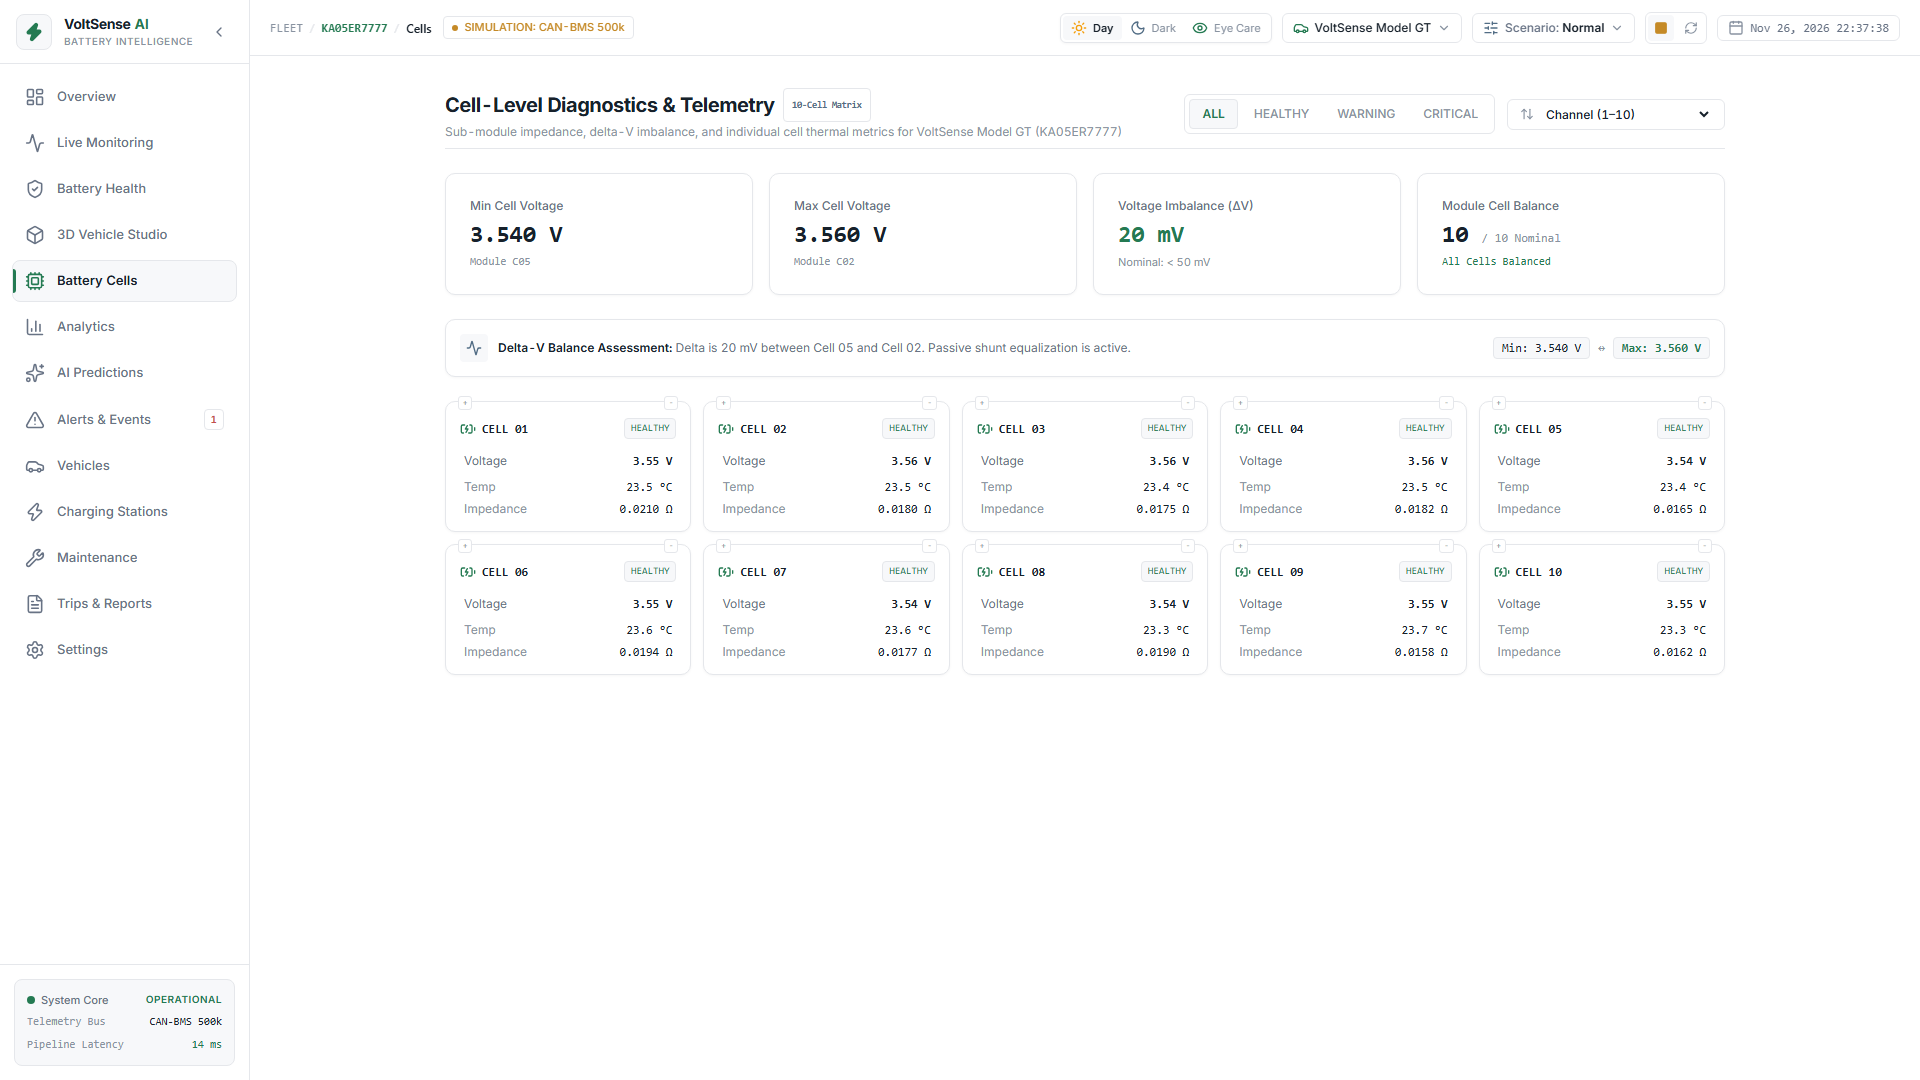 VoltSense AI
BATTERY INTELLIGENCE
Overview
Live Monitoring
Battery Health
3D Vehicle Studio
Battery Cells
Analytics
AI Predictions
Alerts & Events 1
Vehicles
Charging Stations
Maintenance
Trips & Reports
Settings
System Core OPERATIONAL
Telemetry Bus CAN-BMS 500k
Pipeline Latency 14 ms
FLEET / KA05ER7777 / Cells SIMULATION: CAN-BMS 500k Day Dark Eye Care VoltSense Model GT Scenario: Normal Nov 26, 2026 22:37:38
Cell-Level Diagnostics & Telemetry 10-Cell Matrix
Sub-module impedance, delta-V imbalance, and individual cell thermal metrics for VoltSense Model GT (KA05ER7777)
ALL HEALTHY WARNING CRITICAL Channel (1–10)
Min Cell Voltage
3.540 V
Module C05
Max Cell Voltage
3.560 V
Module C02
Voltage Imbalance (ΔV)
20 mV
Nominal: < 50 mV
Module Cell Balance
10 / 10 Nominal
All Cells Balanced
Delta-V Balance Assessment: Delta is 20 mV between Cell 05 and Cell 02. Passive shunt equalization is active. Min: 3.540 V ↔ Max: 3.560 V
+ -
CELL 01 HEALTHY
Voltage 3.55 V
Temp 23.5 °C
Impedance 0.0210 Ω
+ -
CELL 02 HEALTHY
Voltage 3.56 V
Temp 23.5 °C
Impedance 0.0180 Ω
+ -
CELL 03 HEALTHY
Voltage 3.56 V
Temp 23.4 °C
Impedance 0.0175 Ω
+ -
CELL 04 HEALTHY
Voltage 3.56 V
Temp 23.5 °C
Impedance 0.0182 Ω
+ -
CELL 05 HEALTHY
Voltage 3.54 V
Temp 23.4 °C
Impedance 0.0165 Ω
+ -
CELL 06 HEALTHY
Voltage 3.55 V
Temp 23.6 °C
Impedance 0.0194 Ω
+ -
CELL 07 HEALTHY
Voltage 3.54 V
Temp 23.6 °C
Impedance 0.0177 Ω
+ -
CELL 08 HEALTHY
Voltage 3.54 V
Temp 23.3 °C
Impedance 0.0190 Ω
+ -
CELL 09 HEALTHY
Voltage 3.55 V
Temp 23.7 °C
Impedance 0.0158 Ω
+ -
CELL 10 HEALTHY
Voltage 3.55 V
Temp 23.3 °C
Impedance 0.0162 Ω